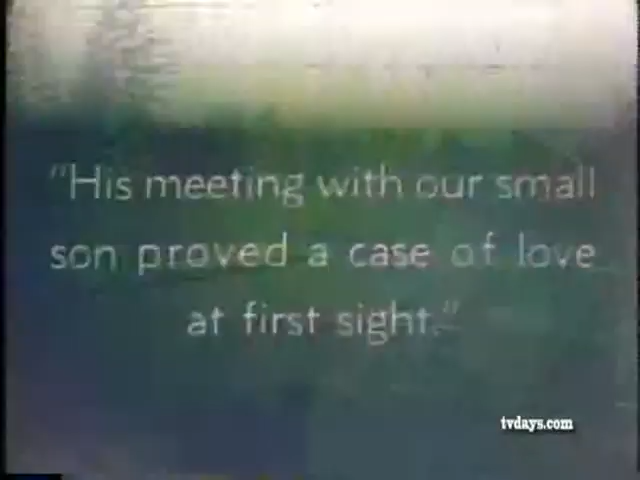 "His meeting with our small
son proved a case of love
at first sight."
tvdays.com